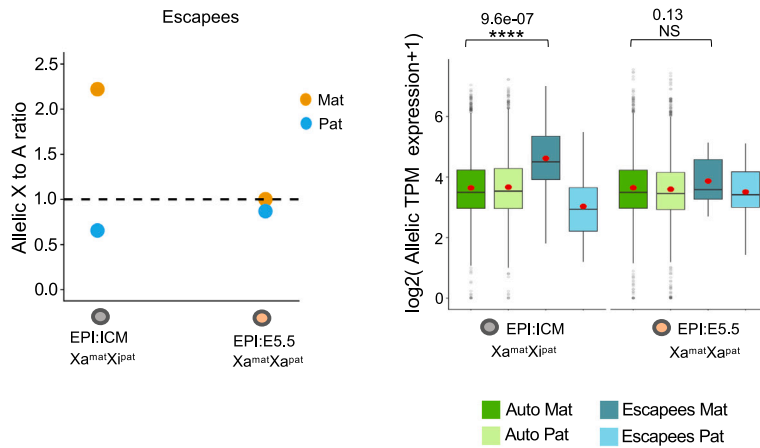 Escapees
Allelic X to A ratio
2.5
2.0
1.5
1.0
0.5
0.0
Mat
Pat
EPI:ICM
XaᵐᵃᵗXiᵖᵃᵗ
EPI:E5.5
XaᵐᵃᵗXaᵖᵃᵗ
9.6e-07
****
0.13
NS
log2( Allelic TPM expression+1)
6
4
2
0
EPI:ICM
XaᵐᵃᵗXiᵖᵃᵗ
EPI:E5.5
XaᵐᵃᵗXaᵖᵃᵗ
Auto Mat
Escapees Mat
Auto Pat
Escapees Pat